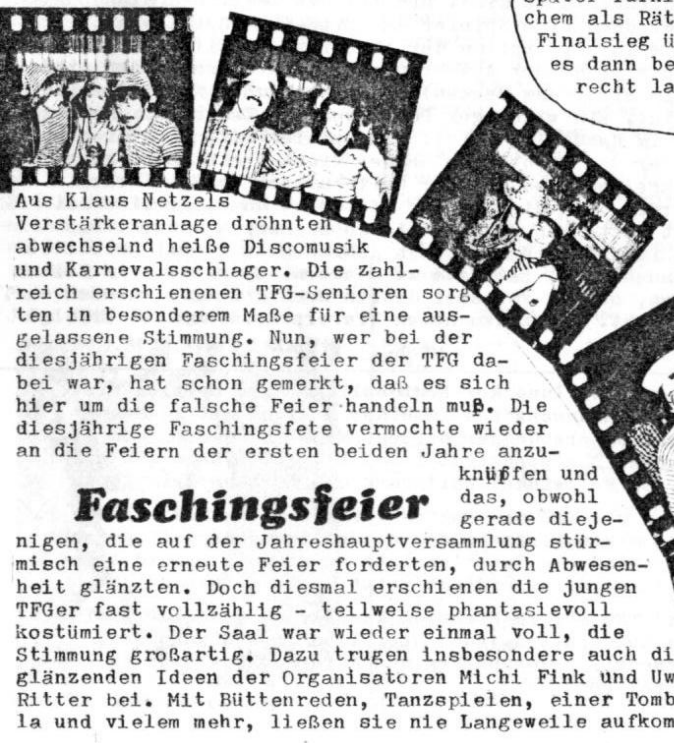 chem als Rät
Finalsieg ü
es dann be
recht la
Aus Klaus Netzels
Verstärkeranlage dröhnten
abwechselnd heiße Discomusik
und Karnevalsschlager. Die zahl-
reich erschienenen TFG-Senioren sorg
ten in besonderem Maße für eine aus-
gelassene Stimmung. Nun, wer bei der
diesjährigen Faschingsfeier der TFG da-
bei war, hat schon gemerkt, daß es sich
hier um die falsche Feier handeln muß. Die
diesjährige Faschingsfete vermochte wieder
an die Feiern der ersten beiden Jahre anzu-
knüpfen und
das, obwohl
Faschingsfeier
gerade dieje-
nigen, die auf der Jahreshauptversammlung stür-
misch eine erneute Feier forderten, durch Abwesen-
heit glänzten. Doch diesmal erschienen die jungen
TFGer fast vollzählig - teilweise phantasievoll
kostümiert. Der Saal war wieder einmal voll, die
Stimmung großartig. Dazu trugen insbesondere auch di
glänzenden Ideen der Organisatoren Michi Fink und Uw
Ritter bei. Mit Büttenreden, Tanzspielen, einer Tomb
la und vielem mehr, ließen sie nie Langeweile aufkom